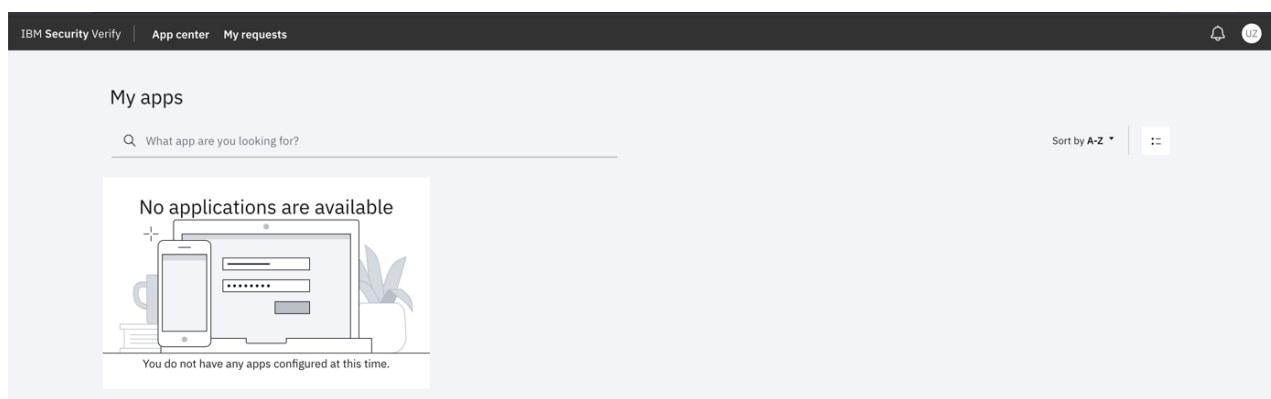 IBM Security Verify App center My requests UZ
My apps
What app are you looking for? Sort by A-Z
No applications are available
You do not have any apps configured at this time.